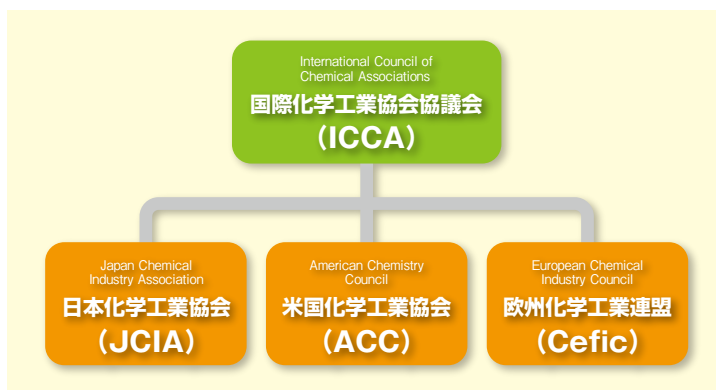 International Council of
Chemical Associations
国際化学工業協会協議会
（ICCA）
Japan Chemical
Industry Association
日本化学工業協会
（JCIA）
American Chemistry
Council
米国化学工業協会
（ACC）
European Chemical
Industry Council
欧州化学工業連盟
（Cefic）